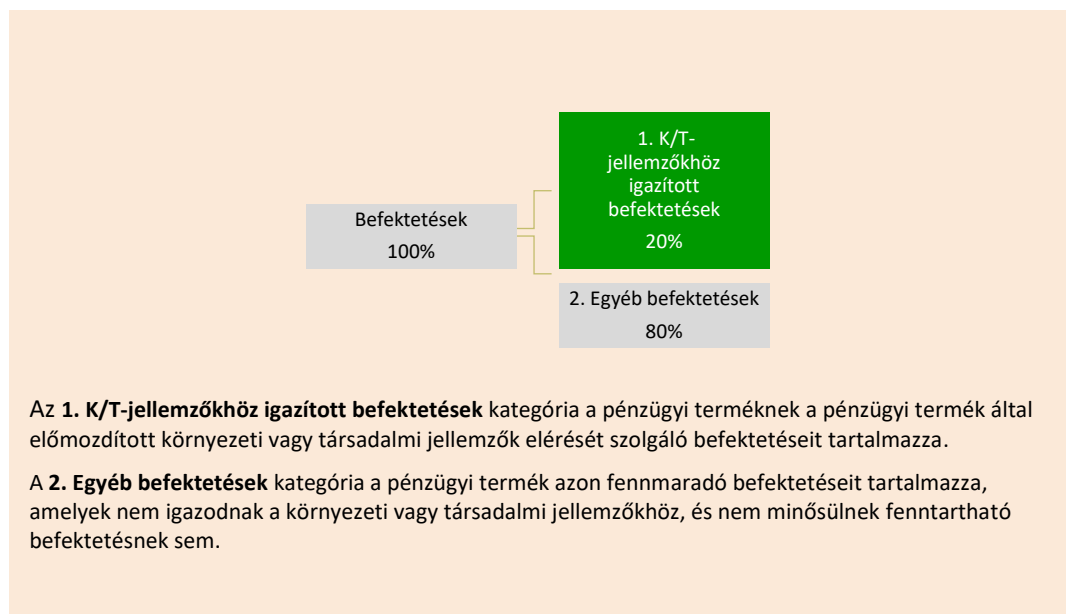 1. K/T-
jellemzőkhöz
igazított
befektetések
20%
Befektetések
100%
2. Egyéb befektetések
80%
Az 1. K/T-jellemzőkhöz igazított befektetések kategória a pénzügyi terméknek a pénzügyi termék által
előmozdított környezeti vagy társadalmi jellemzők elérését szolgáló befektetéseit tartalmazza.
A 2. Egyéb befektetések kategória a pénzügyi termék azon fennmaradó befektetéseit tartalmazza,
amelyek nem igazodnak a környezeti vagy társadalmi jellemzőkhöz, és nem minősülnek fenntartható
befektetésnek sem.